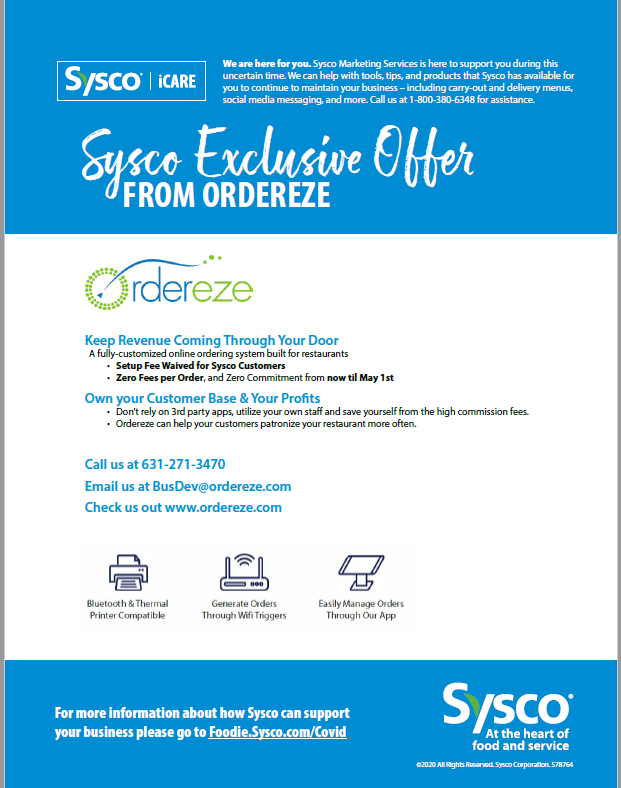 Sysco | iCARE
We are here for you. Sysco Marketing Services is here to support you during this
uncertain time. We can help with tools, tips, and products that Sysco has available for
you to continue to maintain your business – including carry-out and delivery menus,
social media messaging, and more. Call us at 1-800-380-6348 for assistance.
Sysco Exclusive Offer
FROM ORDEREZE
Ordereze
Keep Revenue Coming Through Your Door
A fully-customized online ordering system built for restaurants
• Setup Fee Waived for Sysco Customers
• Zero Fees per Order, and Zero Commitment from now til May 1st
Own your Customer Base & Your Profits
• Don't rely on 3rd party apps, utilize your own staff and save yourself from the high commission fees.
• Ordereze can help your customers patronize your restaurant more often.
Call us at 631-271-3470
Email us at BusDev@ordereze.com
Check us out www.ordereze.com
Bluetooth & Thermal
Printer Compatible
Generate Orders
Through Wifi Triggers
Easily Manage Orders
Through Our App
For more information about how Sysco can support
your business please go to Foodie.Sysco.com/Covid
Sysco
At the heart of
food and service
©2020 All Rights Reserved. Sysco Corporation. 578764